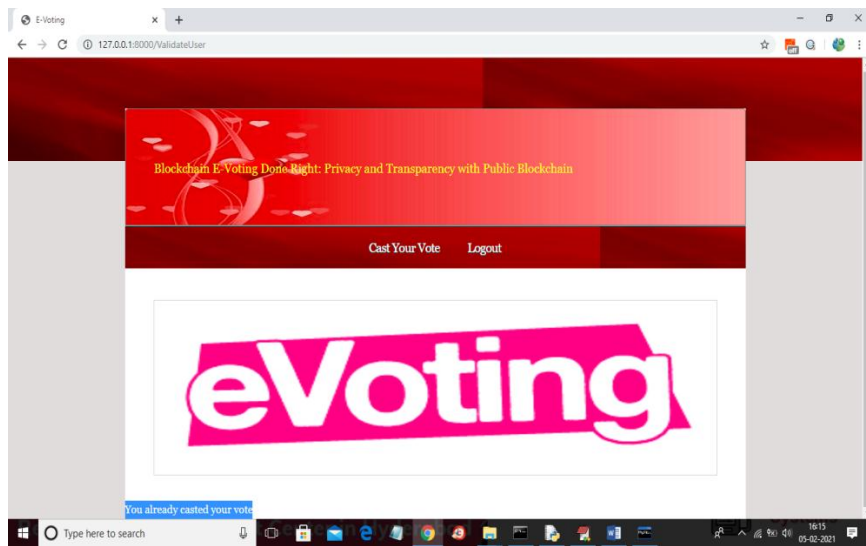 E-Voting
127.0.0.1:8000/ValidateUser
Blockchain E-Voting Done Right: Privacy and Transparency with Public Blockchain
Cast Your Vote Logout
eVoting
You already casted your vote
Type here to search
16:15
05-02-2021